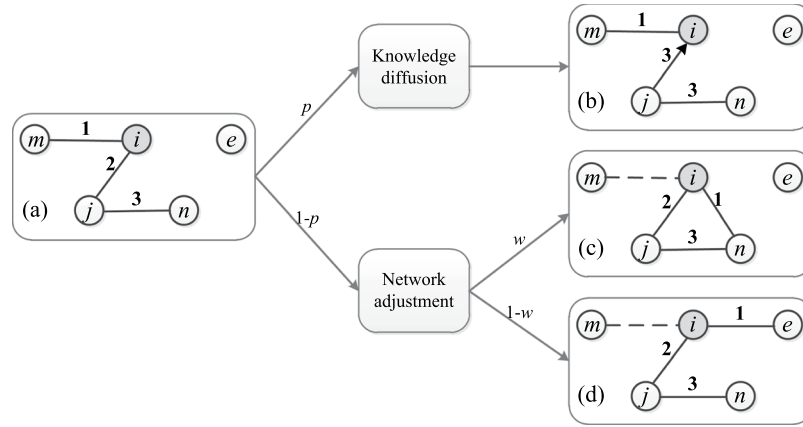 m 1 i e
3
j 3 n
(b)
Knowledge
diffusion
p
m 1 i e
2
j 3 n
(a)
1-p
m i e
2 1
j 3 n
(c)
w
Network
adjustment
1-w
m i 1 e
2
j 3 n
(d)